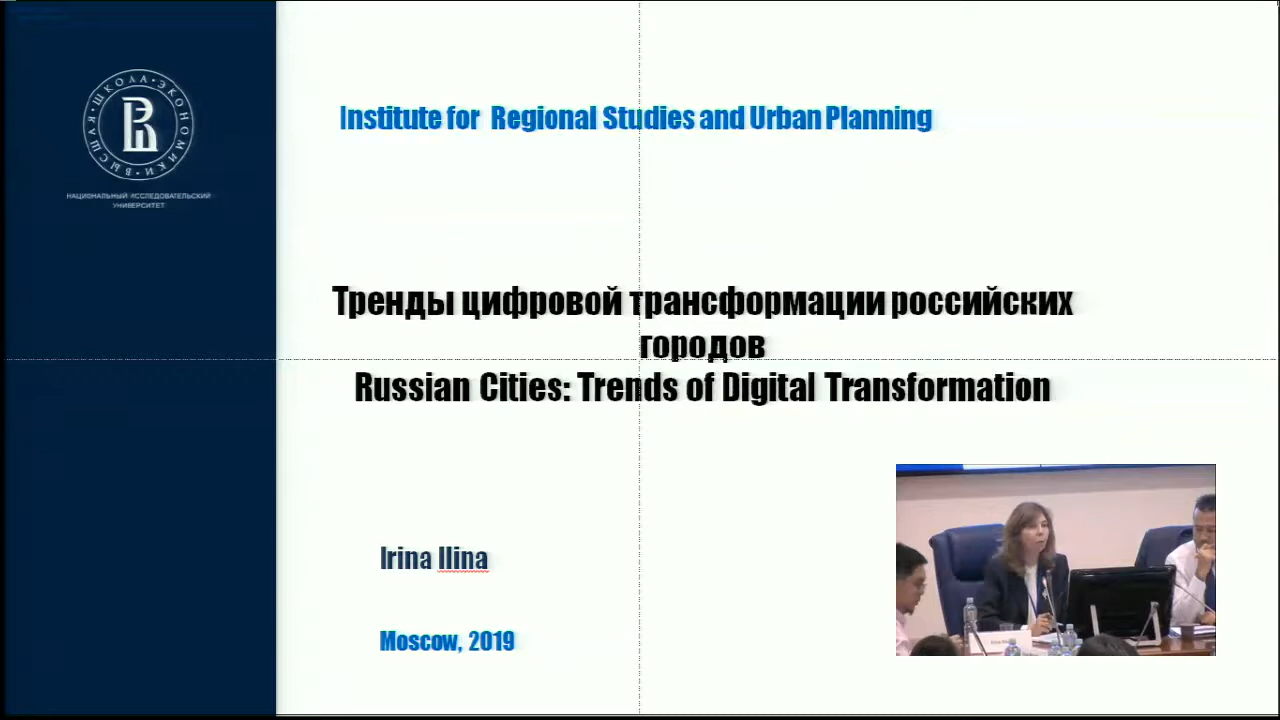 ВЫСШАЯ • ШКОЛА • ЭКОНОМИКИ •
НАЦИОНАЛЬНЫЙ ИССЛЕДОВАТЕЛЬСКИЙ
УНИВЕРСИТЕТ
Institute for Regional Studies and Urban Planning
Тренды цифровой трансформации российских
городов
Russian Cities: Trends of Digital Transformation
Irina Ilina
Moscow, 2019